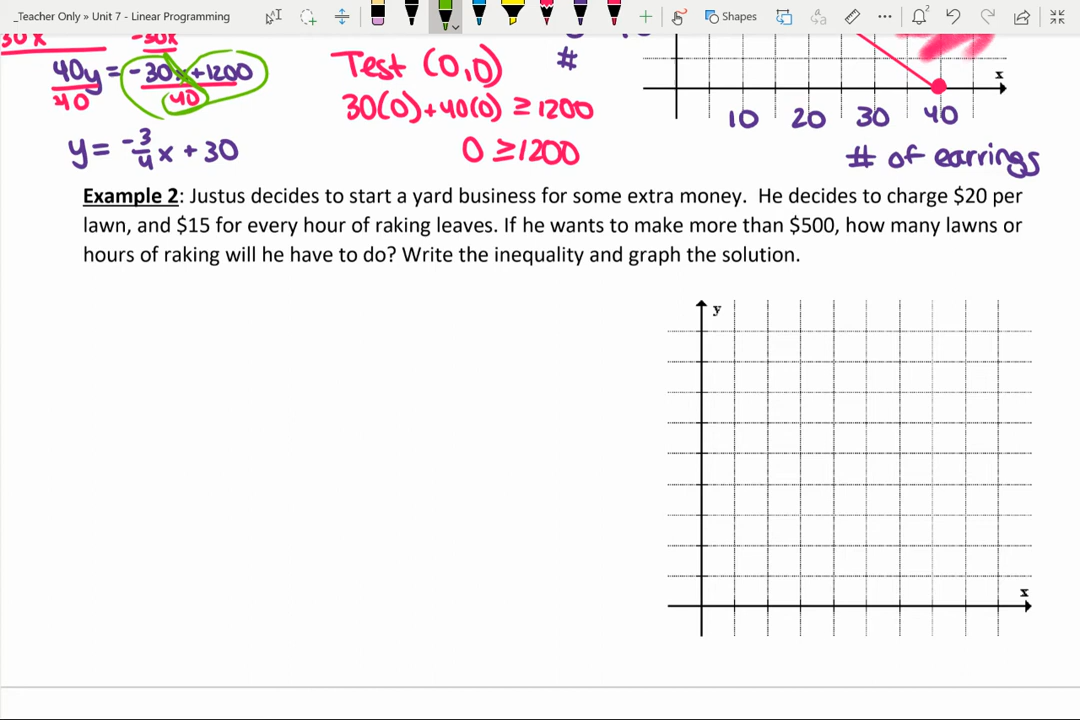 _Teacher Only » Unit 7 - Linear Programming
Shapes
2
-30x
30x
40y = -30x + 1200
40
40
y = -3/4x + 30
Test (0,0)
30(0) + 40(0) ≥ 1200
0 ≥ 1200
#
x
10 20 30 40
# of earrings
Example 2: Justus decides to start a yard business for some extra money. He decides to charge $20 per
lawn, and $15 for every hour of raking leaves. If he wants to make more than $500, how many lawns or
hours of raking will he have to do? Write the inequality and graph the solution.
y
x